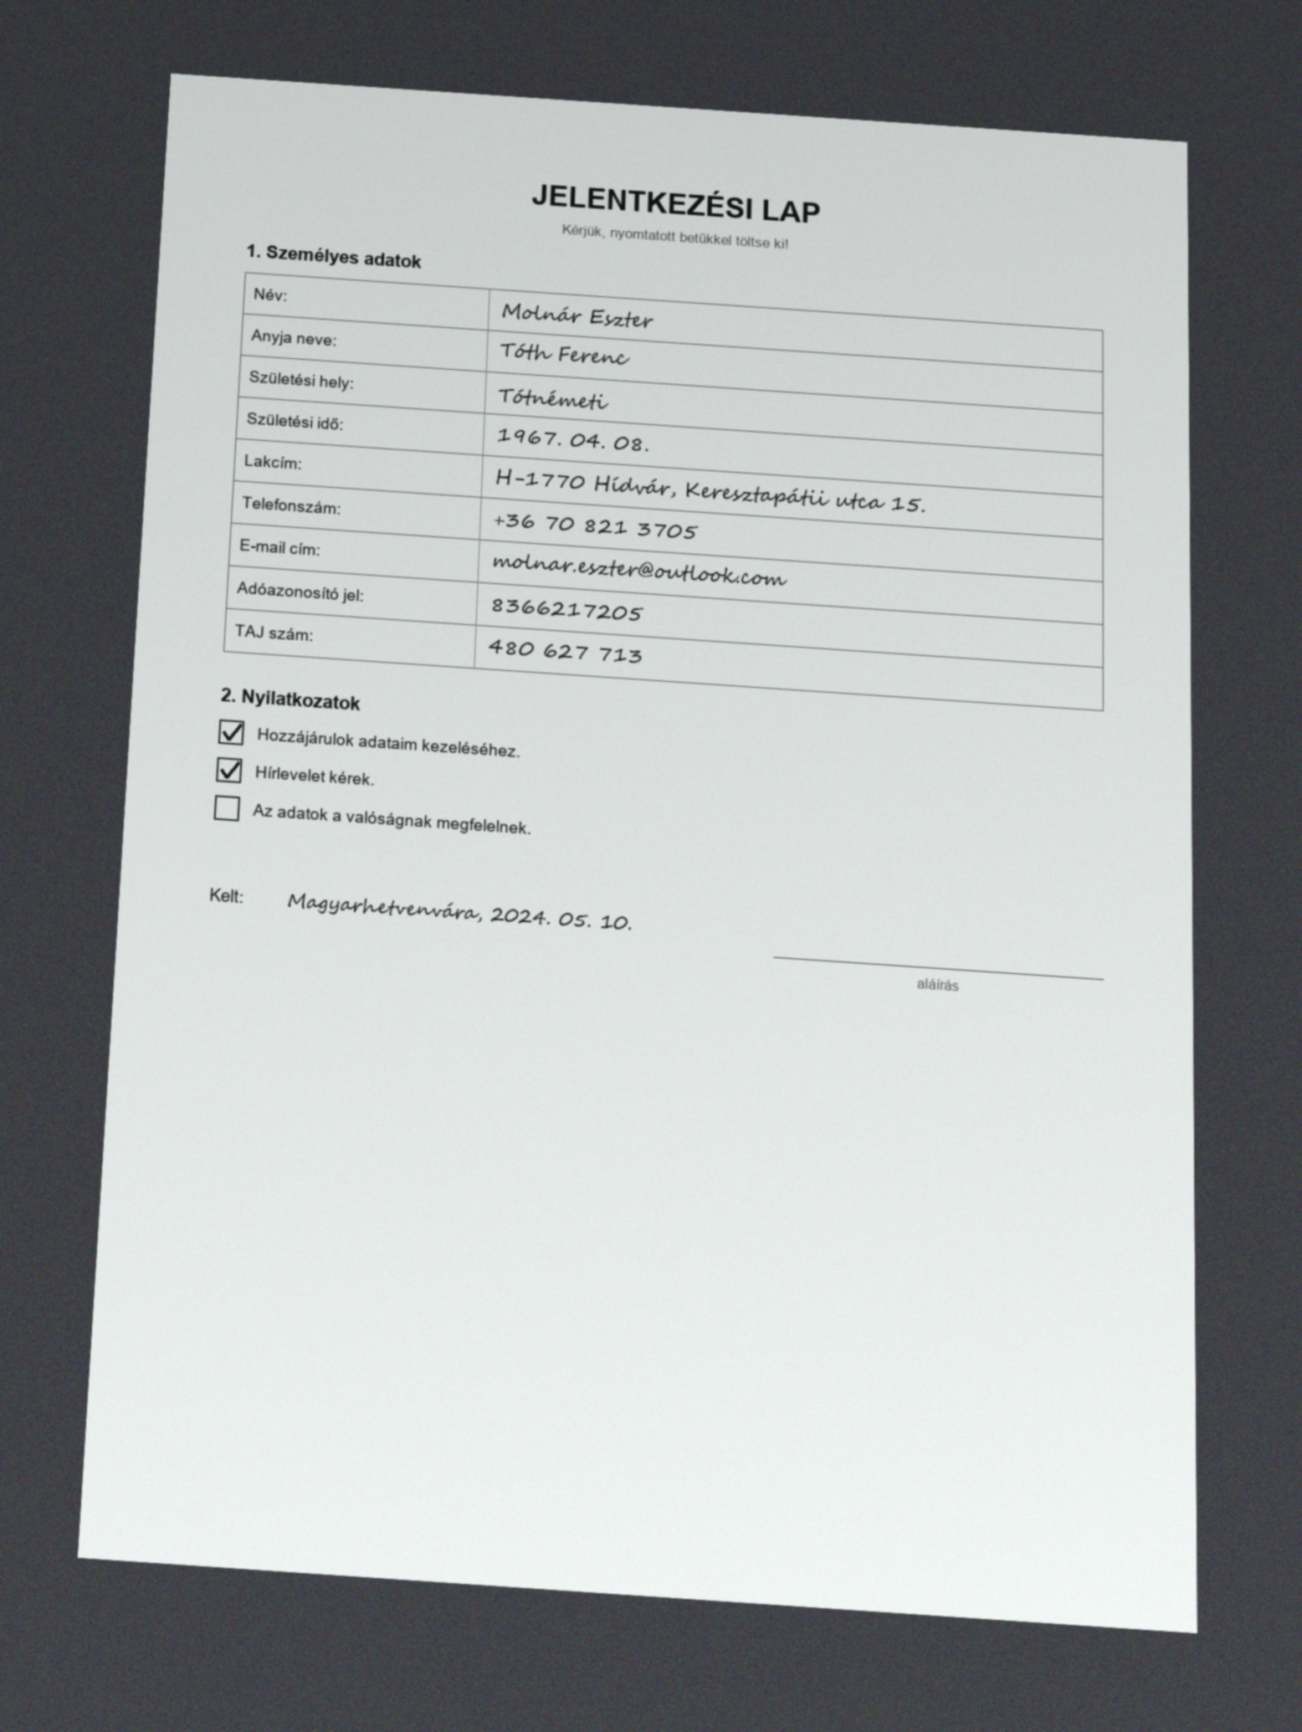 JELENTKEZÉSI LAP
Kérjük, nyomtatott betűkkel töltse ki!
1. Személyes adatok
Név: Molnár Eszter
Anyja neve: Tóth Ferenc
Születési hely: Tótnémeti
Születési idő: 1967. 04. 08.
Lakcím: H-1770 Hídvár, Keresztapátii utca 15.
Telefonszám: +36 70 821 3705
E-mail cím: molnar.eszter@outlook.com
Adóazonosító jel: 8366217205
TAJ szám: 480 627 713
2. Nyilatkozatok
Hozzájárulok adataim kezeléséhez.
Hírlevelet kérek.
Az adatok a valóságnak megfelelnek.
Kelt: Magyarhetvenvára, 2024. 05. 10.
aláírás